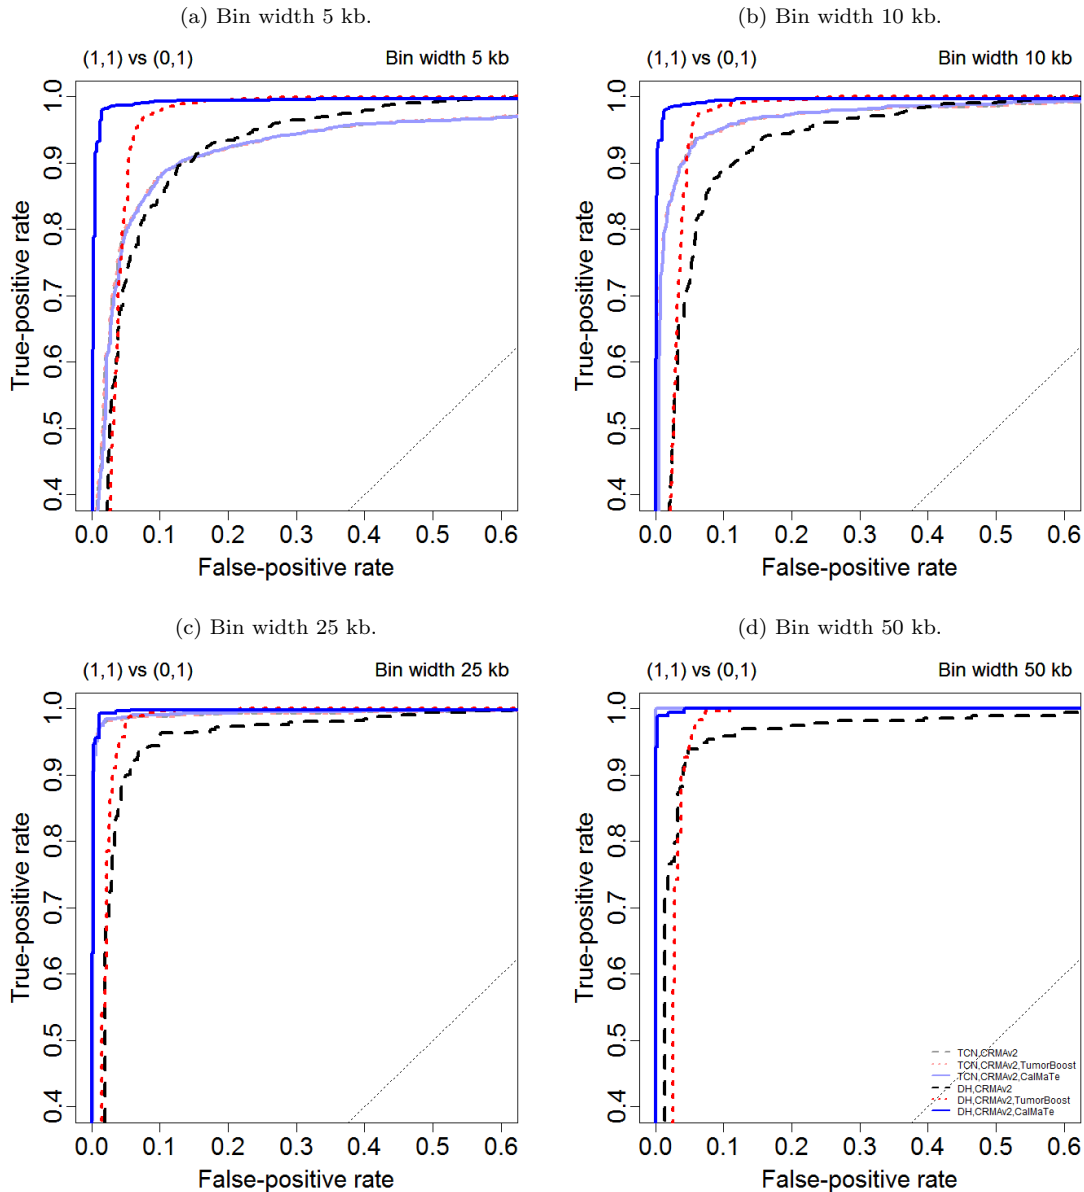 (a) Bin width 5 kb.
(1,1) vs (0,1) Bin width 5 kb
1.0
0.9
0.8
0.7
0.6
0.5
0.4
True-positive rate
0.0 0.1 0.2 0.3 0.4 0.5 0.6
False-positive rate
(b) Bin width 10 kb.
(1,1) vs (0,1) Bin width 10 kb
1.0
0.9
0.8
0.7
0.6
0.5
0.4
True-positive rate
0.0 0.1 0.2 0.3 0.4 0.5 0.6
False-positive rate
(c) Bin width 25 kb.
(1,1) vs (0,1) Bin width 25 kb
1.0
0.9
0.8
0.7
0.6
0.5
0.4
True-positive rate
0.0 0.1 0.2 0.3 0.4 0.5 0.6
False-positive rate
(d) Bin width 50 kb.
(1,1) vs (0,1) Bin width 50 kb
1.0
0.9
0.8
0.7
0.6
0.5
0.4
True-positive rate
TCN,CRMAv2
TCN,CRMAv2,TumorBoost
TCN,CRMAv2,CalMaTe
DH,CRMAv2
DH,CRMAv2,TumorBoost
DH,CRMAv2,CalMaTe
0.0 0.1 0.2 0.3 0.4 0.5 0.6
False-positive rate